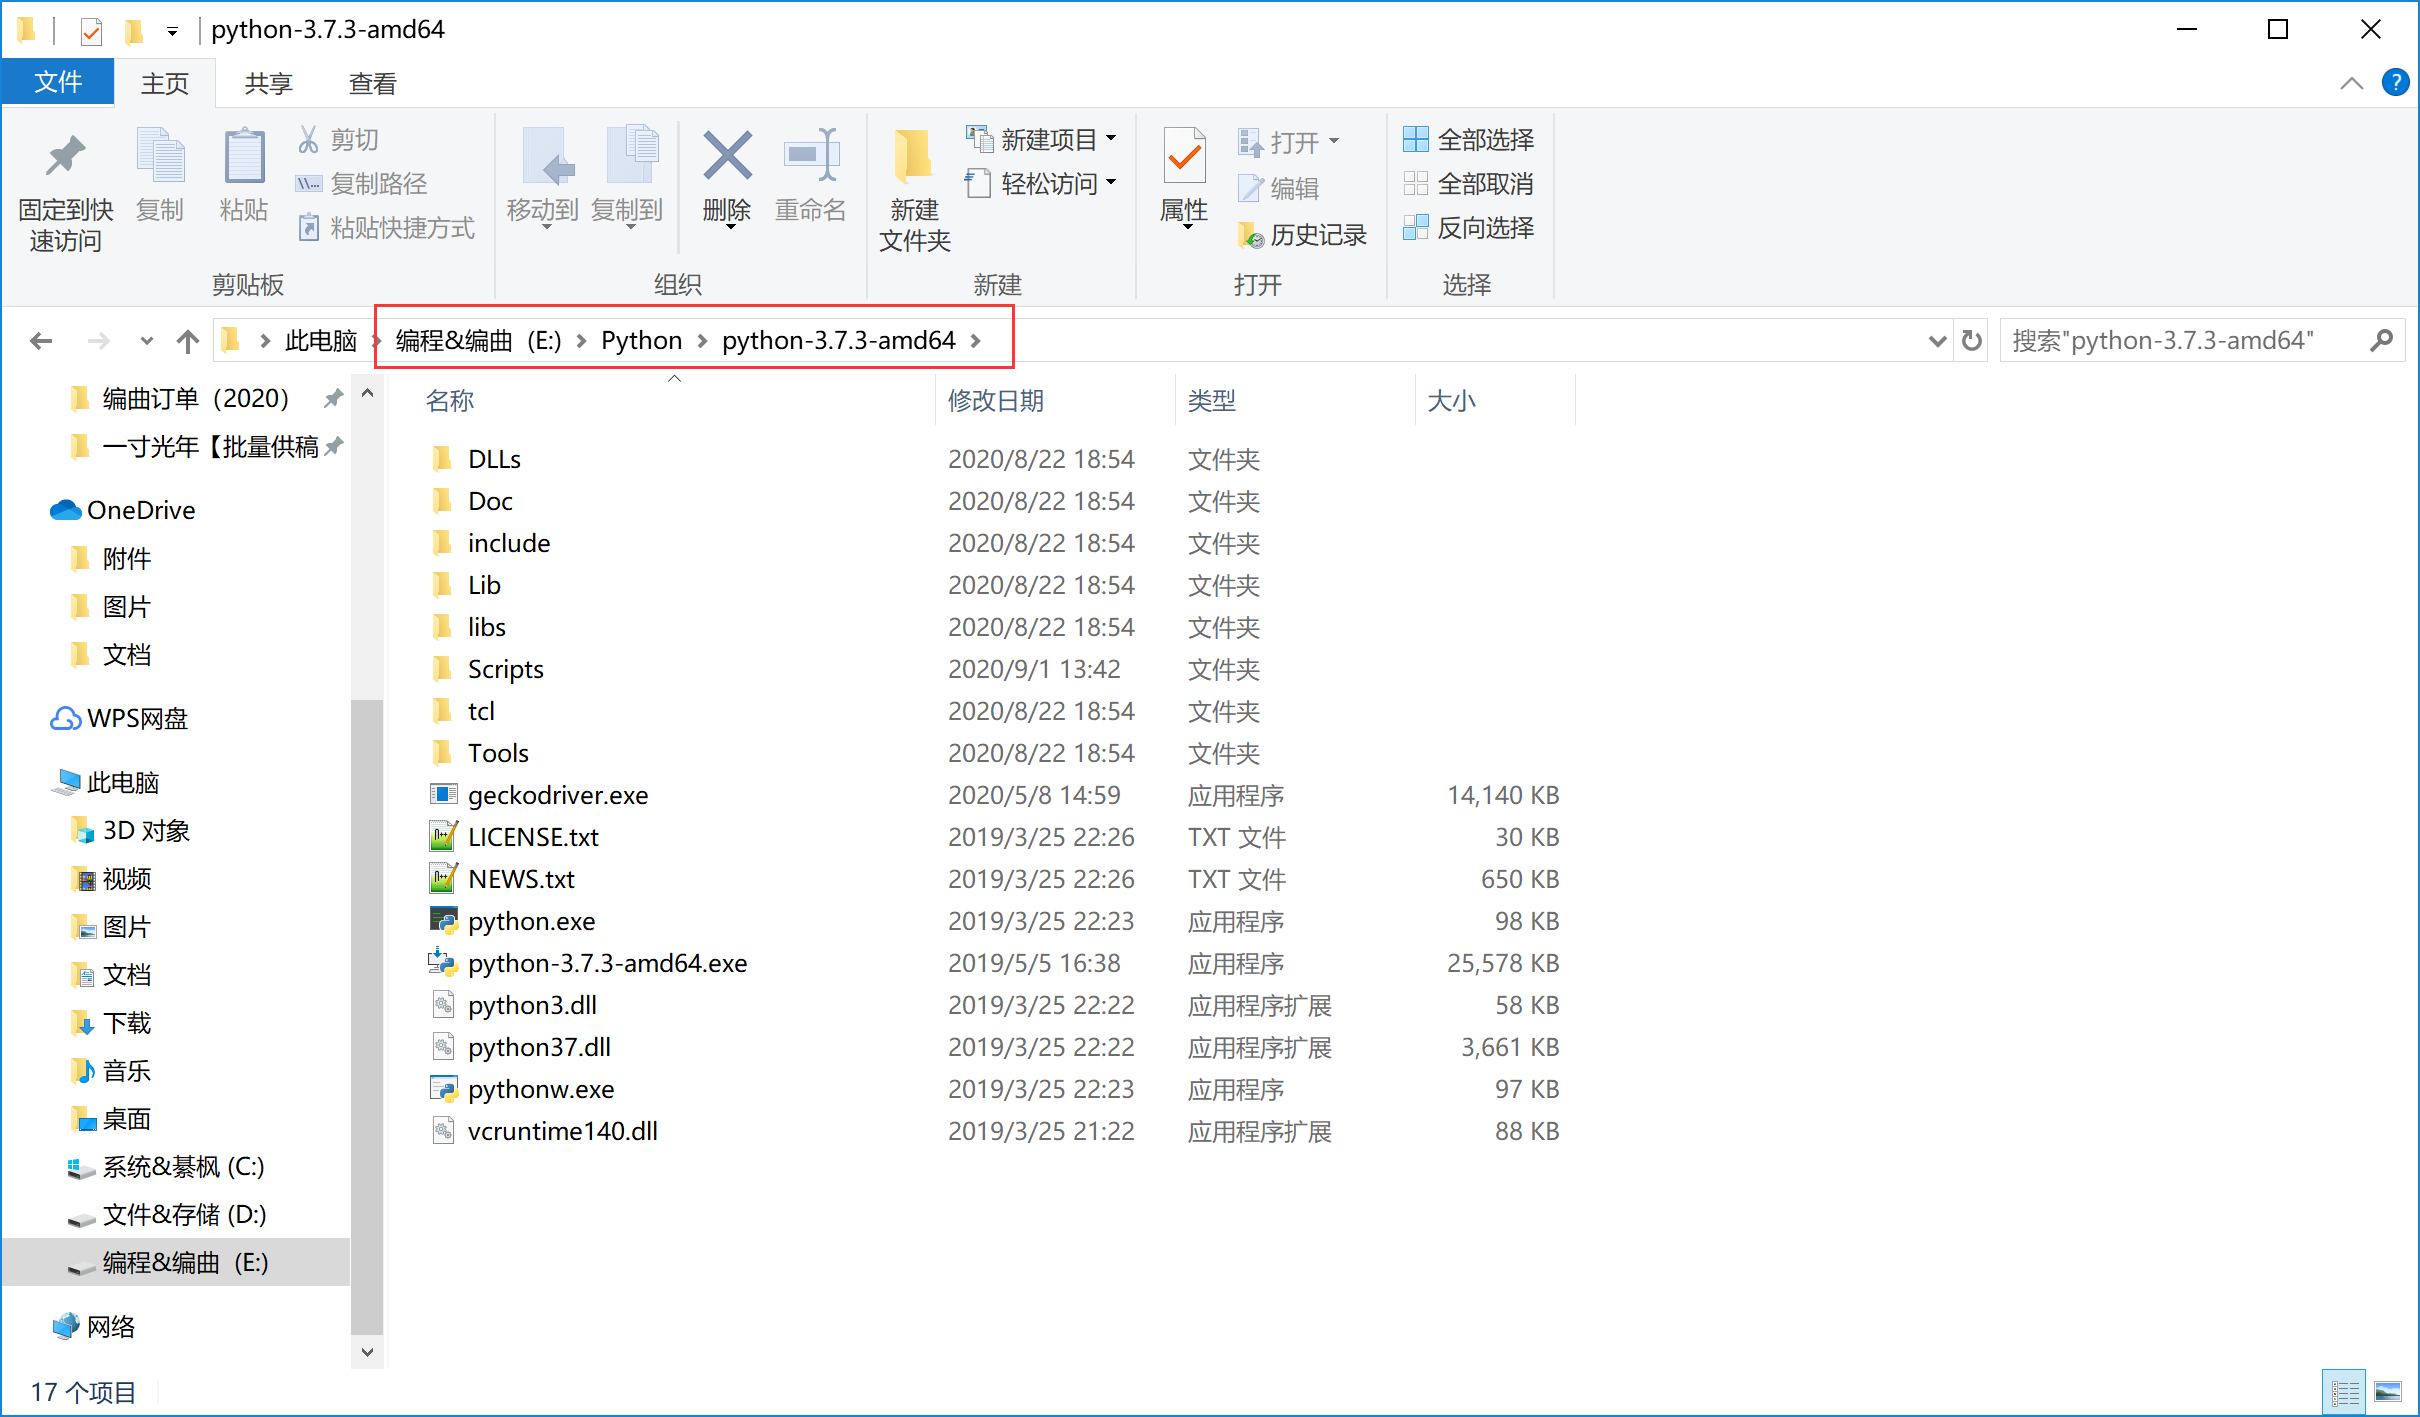 python-3.7.3-amd64
文件 主页 共享 查看
固定到快速访问
复制
粘贴
剪切
复制路径
粘贴快捷方式
剪贴板
移动到
复制到
删除
重命名
组织
新建文件夹
新建项目
轻松访问
新建
属性
打开
编辑
历史记录
打开
全部选择
全部取消
反向选择
选择
此电脑 编程&编曲 (E:) Python python-3.7.3-amd64
搜索"python-3.7.3-amd64"
编曲订单（2020）
一寸光年【批量供稿
OneDrive
附件
图片
文档
WPS网盘
此电脑
3D 对象
视频
图片
文档
下载
音乐
桌面
系统&綦枫 (C:)
文件&存储 (D:)
编程&编曲 (E:)
网络
名称 修改日期 类型 大小
DLLs 2020/8/22 18:54 文件夹
Doc 2020/8/22 18:54 文件夹
include 2020/8/22 18:54 文件夹
Lib 2020/8/22 18:54 文件夹
libs 2020/8/22 18:54 文件夹
Scripts 2020/9/1 13:42 文件夹
tcl 2020/8/22 18:54 文件夹
Tools 2020/8/22 18:54 文件夹
geckodriver.exe 2020/5/8 14:59 应用程序 14,140 KB
LICENSE.txt 2019/3/25 22:26 TXT 文件 30 KB
NEWS.txt 2019/3/25 22:26 TXT 文件 650 KB
python.exe 2019/3/25 22:23 应用程序 98 KB
python-3.7.3-amd64.exe 2019/5/5 16:38 应用程序 25,578 KB
python3.dll 2019/3/25 22:22 应用程序扩展 58 KB
python37.dll 2019/3/25 22:22 应用程序扩展 3,661 KB
pythonw.exe 2019/3/25 22:23 应用程序 97 KB
vcruntime140.dll 2019/3/25 21:22 应用程序扩展 88 KB
17 个项目